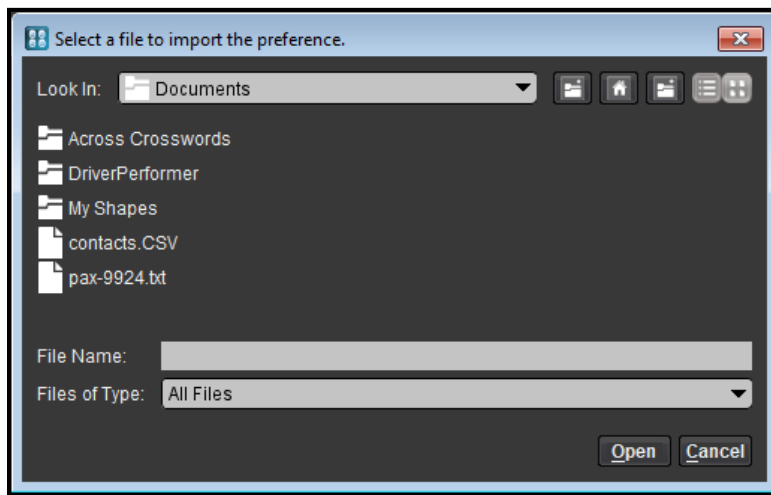 Select a file to import the preference.
Look In: Documents
Across Crosswords
DriverPerformer
My Shapes
contacts.CSV
pax-9924.txt
File Name:
Files of Type: All Files
Open Cancel